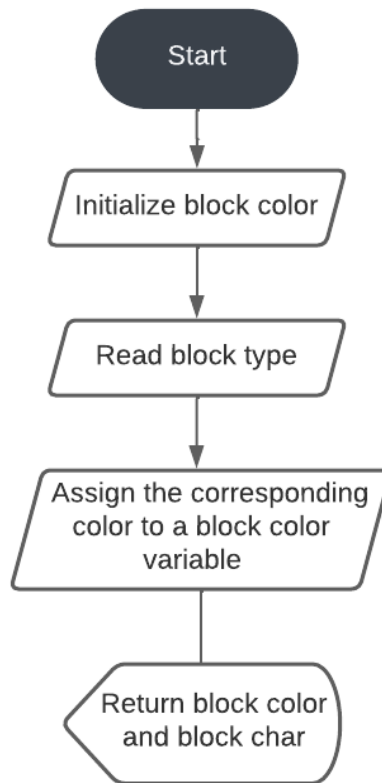 Start
Initialize block color
Read block type
Assign the corresponding
color to a block color
variable
Return block color
and block char